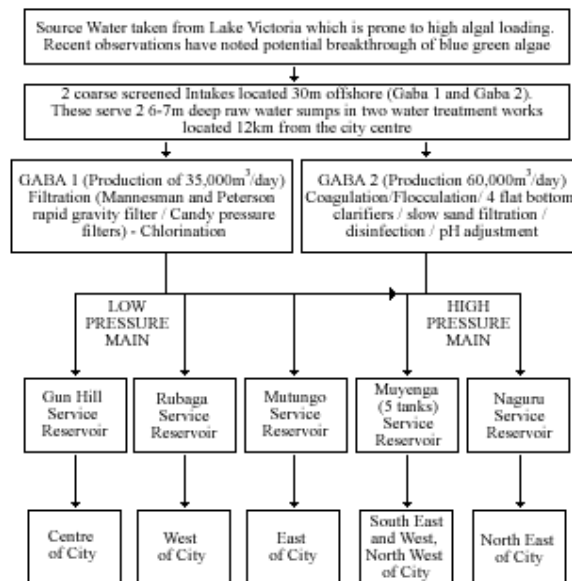 Source Water taken from Lake Victoria which is prone to high algal loading.
Recent observations have noted potential breakthrough of blue green algae
2 coarse screened Intakes located 30m offshore (Gaba 1 and Gaba 2).
These serve 2 6-7m deep raw water sumps in two water treatment works
located 12km from the city centre
GABA 1 (Production of 35,000m³/day)
Filtration (Mannesman and Peterson
rapid gravity filter / Candy pressure
filters) - Chlorination
GABA 2 (Production 60,000m³/day)
Coagulation/Flocculation/ 4 flat bottom
clarifiers / slow sand filtration /
disinfection / pH adjustment
LOW
PRESSURE
MAIN
HIGH
PRESSURE
MAIN
Gun Hill
Service
Reservoir
Rubaga
Service
Reservoir
Mutungo
Service
Reservoir
Muyenga
(5 tanks)
Service
Reservoir
Naguru
Service
Reservoir
Centre
of City
West
of City
East
of City
South East
and West,
North West
of City
North East
of City